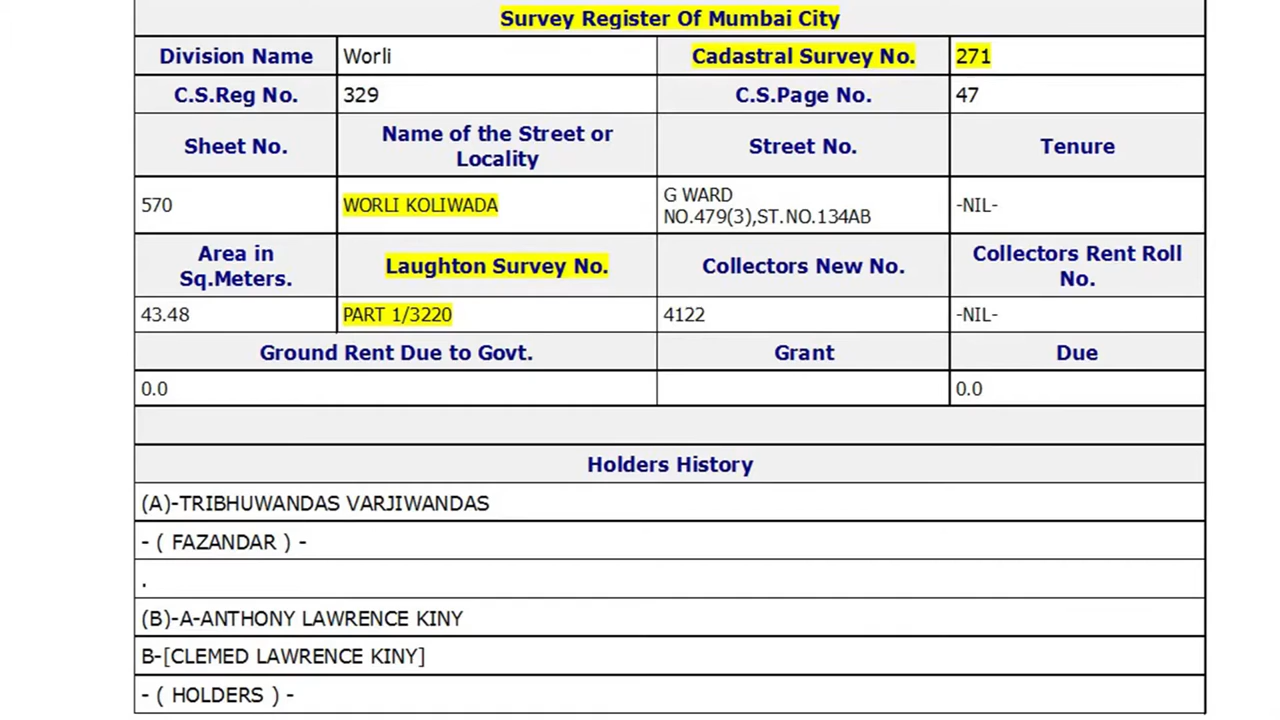 Survey Register Of Mumbai City
Division Name Worli Cadastral Survey No. 271
C.S.Reg No. 329 C.S.Page No. 47
Sheet No. Name of the Street or Locality Street No. Tenure
570 WORLI KOLIWADA G WARD NO.479(3),ST.NO.134AB -NIL-
Area in Sq.Meters. Laughton Survey No. Collectors New No. Collectors Rent Roll No.
43.48 PART 1/3220 4122 -NIL-
Ground Rent Due to Govt. Grant Due
0.0 0.0
Holders History
(A)-TRIBHUWANDAS VARJIWANDAS
- ( FAZANDAR ) -
.
(B)-A-ANTHONY LAWRENCE KINY
B-[CLEMED LAWRENCE KINY]
- ( HOLDERS ) -